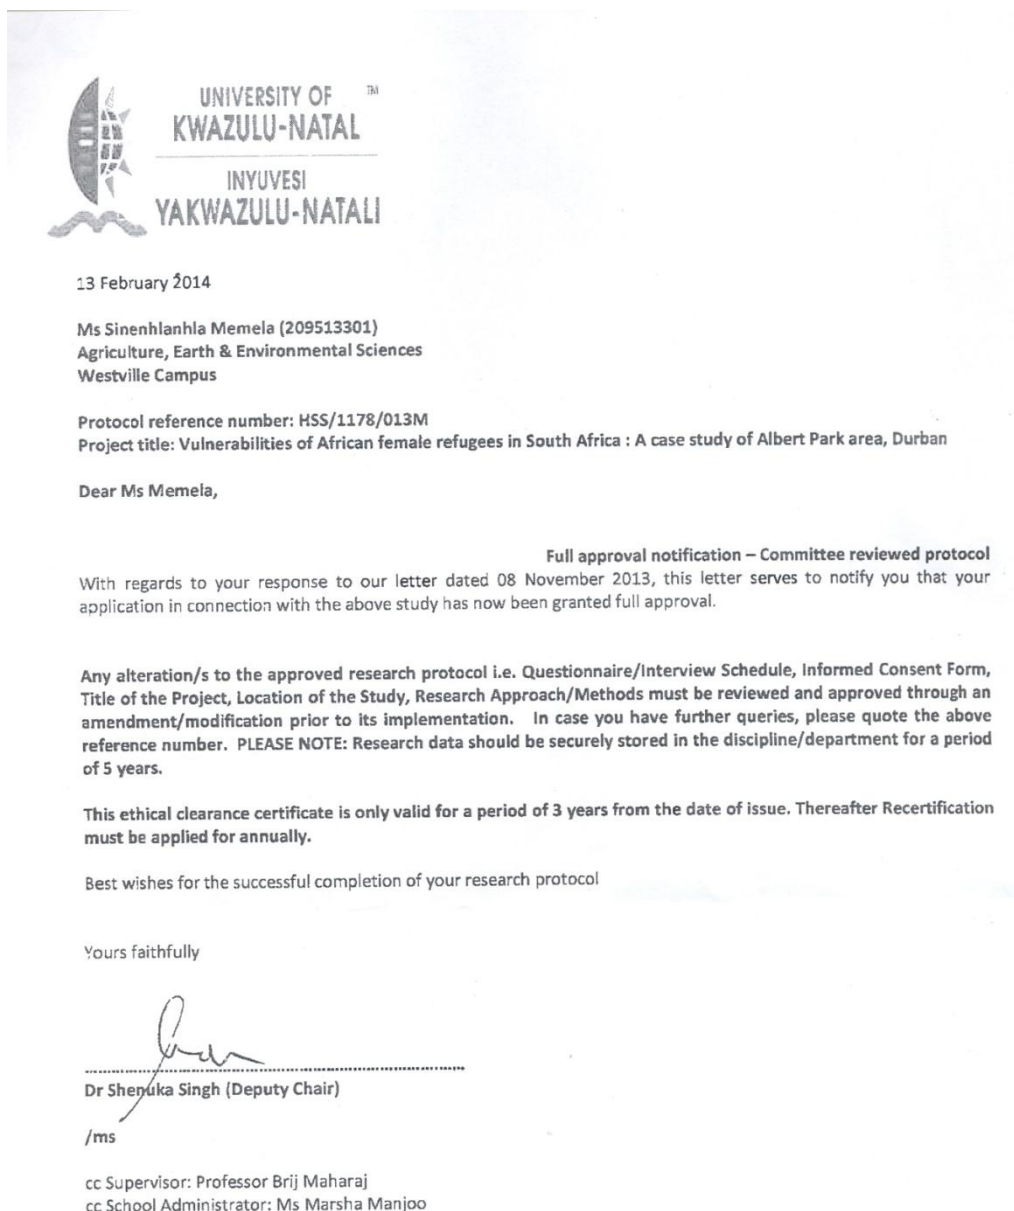 UNIVERSITY OF TM
KWAZULU-NATAL
INYUVESI
YAKWAZULU-NATALI
13 February 2014
Ms Sinenhlanhla Memela (209513301)
Agriculture, Earth & Environmental Sciences
Westville Campus
Protocol reference number: HSS/1178/013M
Project title: Vulnerabilities of African female refugees in South Africa : A case study of Albert Park area, Durban
Dear Ms Memela,
Full approval notification – Committee reviewed protocol
With regards to your response to our letter dated 08 November 2013, this letter serves to notify you that your
application in connection with the above study has now been granted full approval.
Any alteration/s to the approved research protocol i.e. Questionnaire/Interview Schedule, Informed Consent Form,
Title of the Project, Location of the Study, Research Approach/Methods must be reviewed and approved through an
amendment/modification prior to its implementation. In case you have further queries, please quote the above
reference number. PLEASE NOTE: Research data should be securely stored in the discipline/department for a period
of 5 years.
This ethical clearance certificate is only valid for a period of 3 years from the date of issue. Thereafter Recertification
must be applied for annually.
Best wishes for the successful completion of your research protocol
Yours faithfully
Dr Shenuka Singh (Deputy Chair)
/ms
cc Supervisor: Professor Brij Maharaj
cc School Administrator: Ms Marsha Manjoo